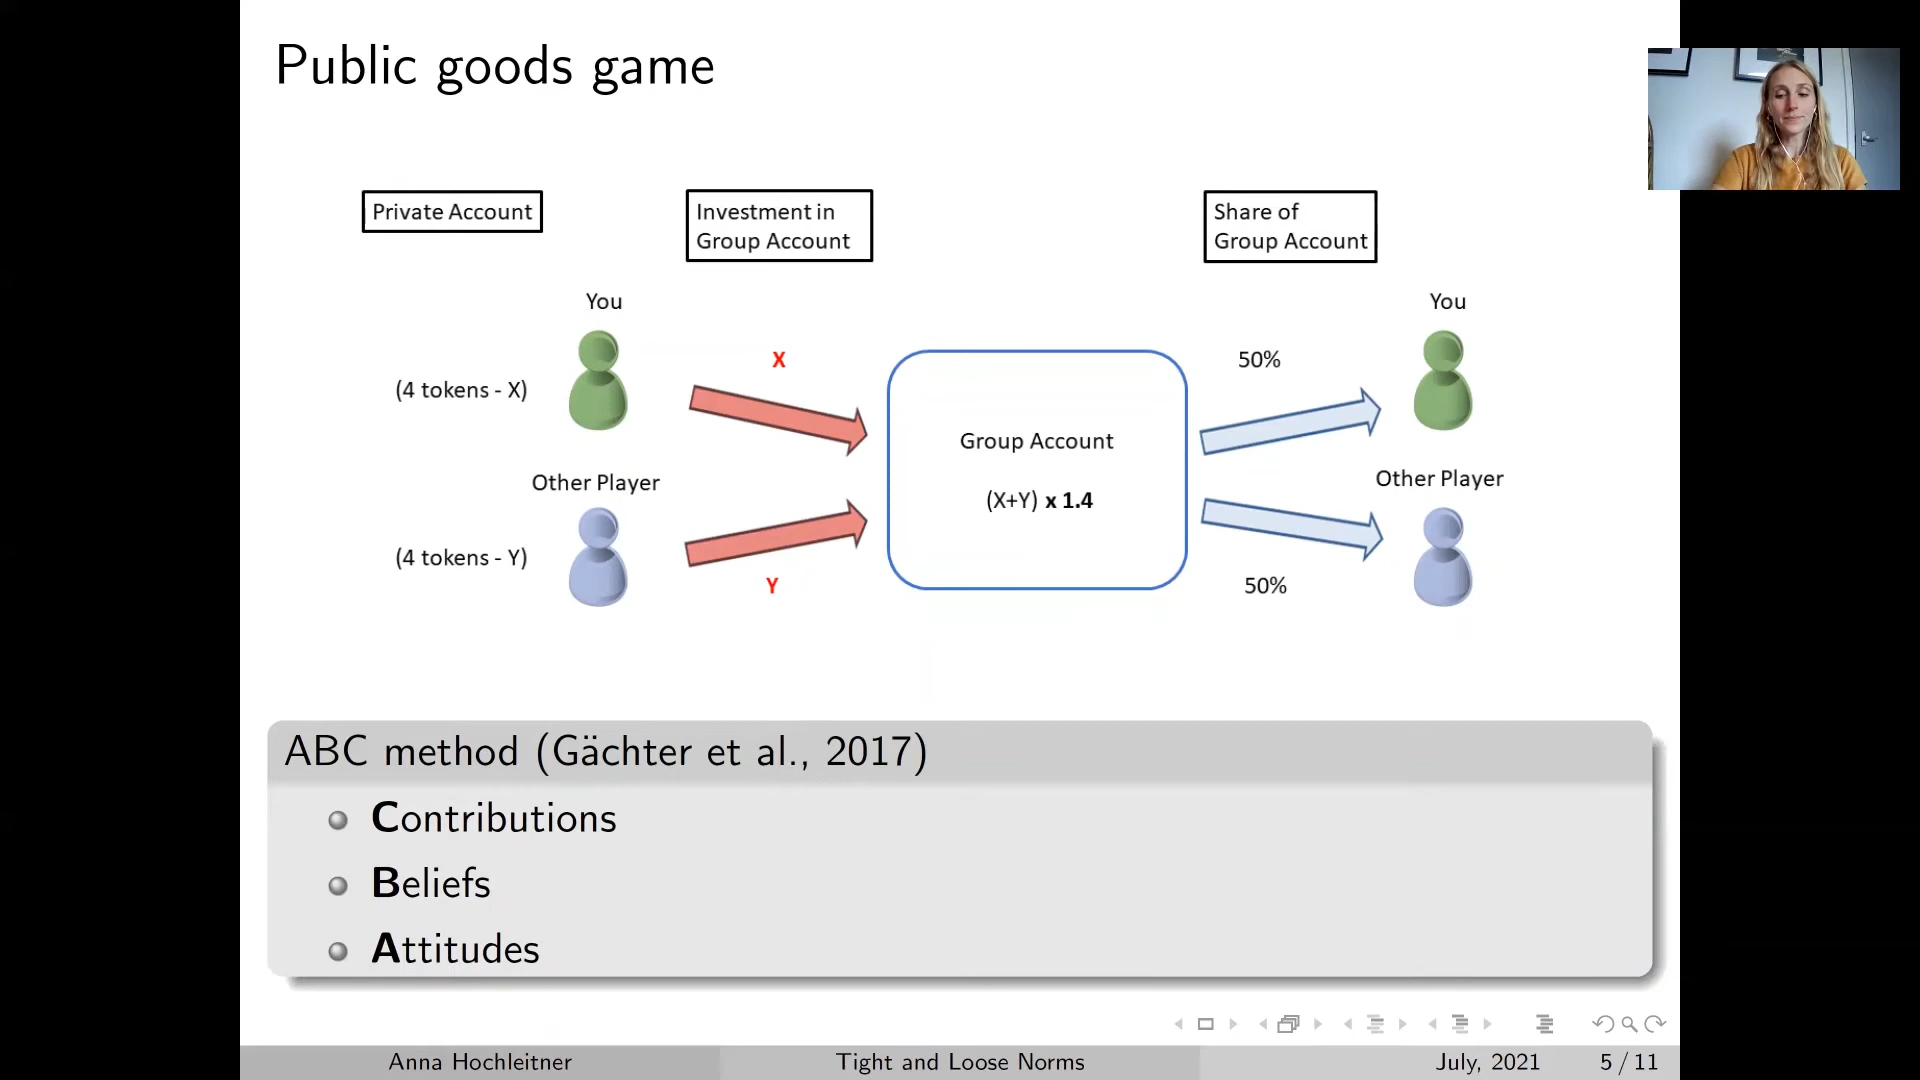 Public goods game
Private Account
Investment in
Group Account
Share of
Group Account
You
You
X
50%
(4 tokens - X)
Group Account
(X+Y) x 1.4
Other Player
Other Player
(4 tokens - Y)
Y
50%
ABC method (Gächter et al., 2017)
Contributions
Beliefs
Attitudes
Anna Hochleitner
Tight and Loose Norms
July, 2021
5 / 11